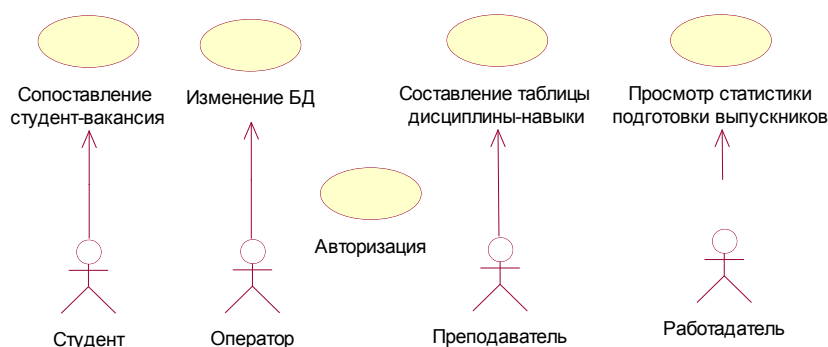 Сопоставление
студент-вакансия
Изменение БД
Составление таблицы
дисциплины-навыки
Просмотр статистики
подготовки выпускников
Авторизация
Студент
Оператор
Преподаватель
Работадатель